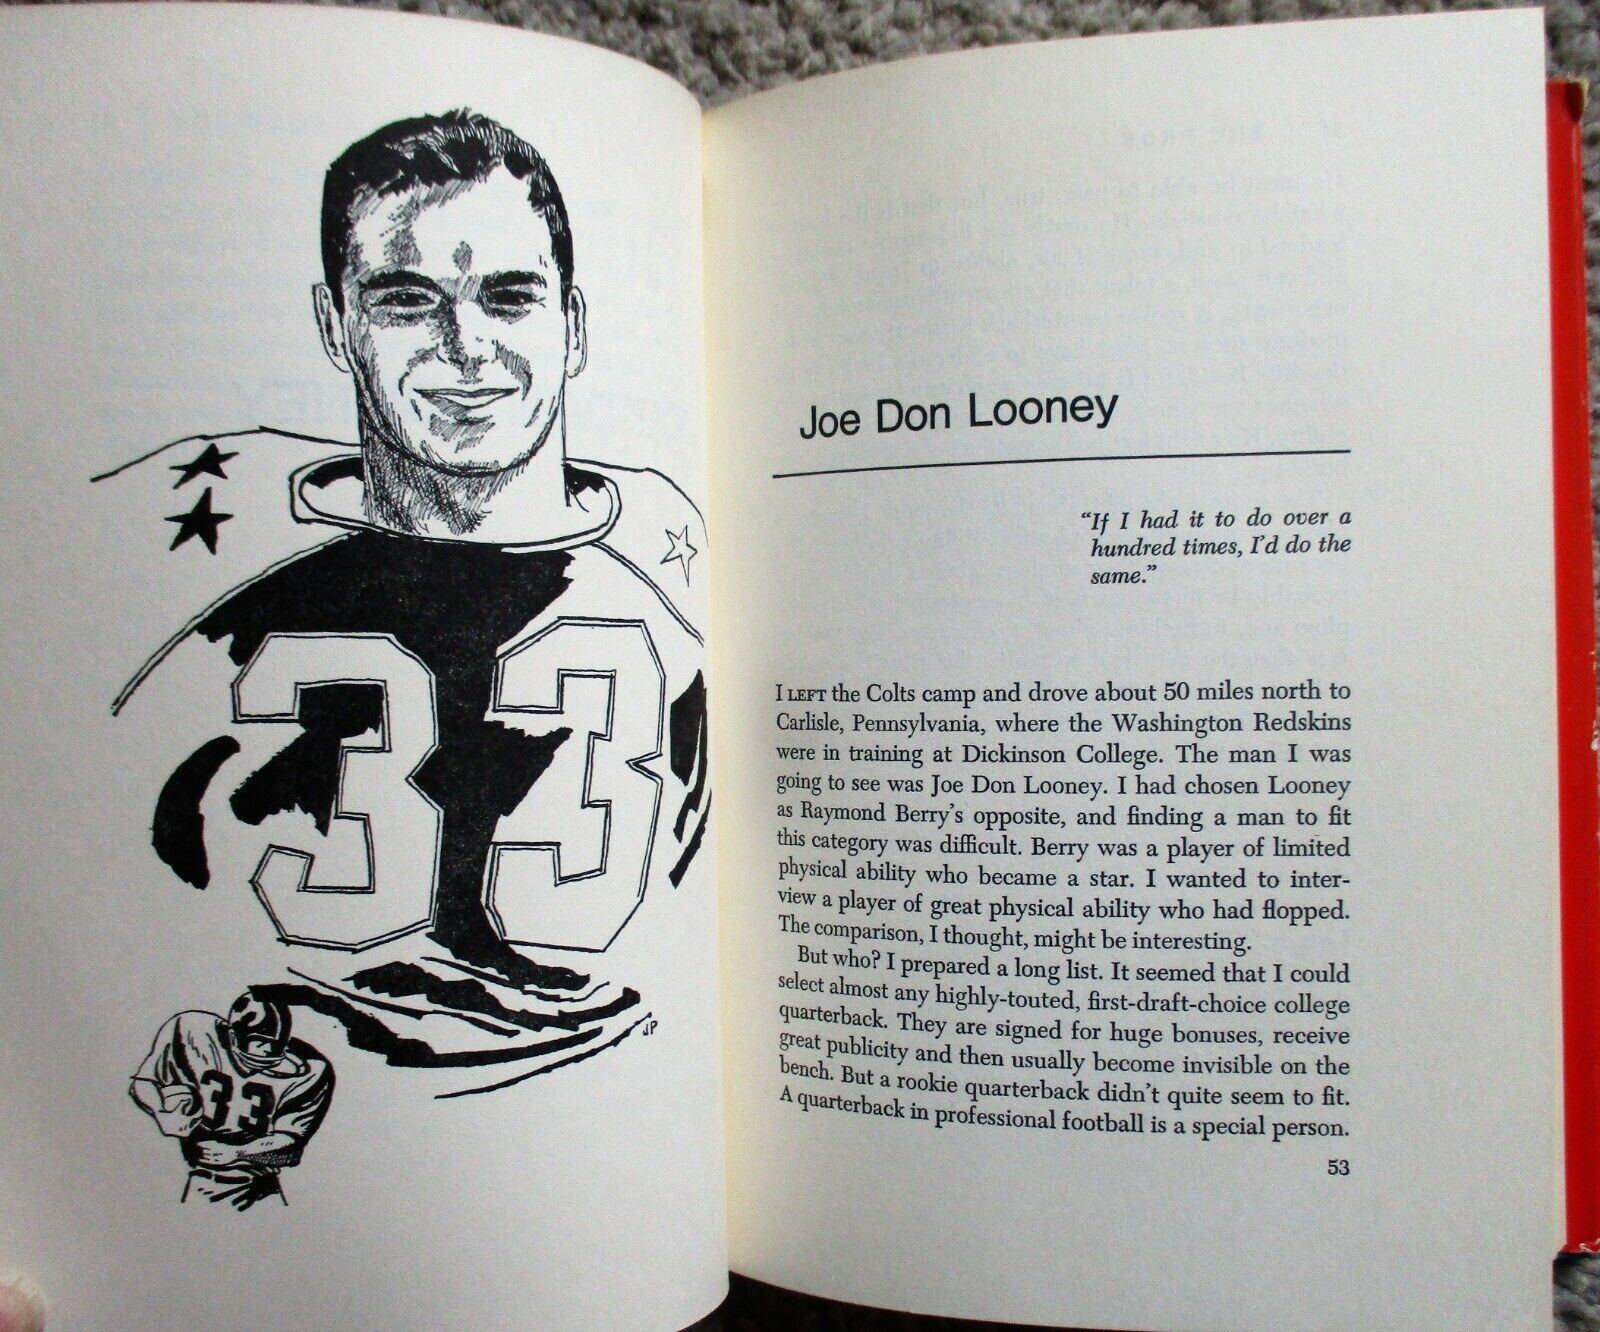 33
JP
33
Joe Don Looney
“If I had it to do over a
hundred times, I’d do the
same.”
I LEFT the Colts camp and drove about 50 miles north to
Carlisle, Pennsylvania, where the Washington Redskins
were in training at Dickinson College. The man I was
going to see was Joe Don Looney. I had chosen Looney
as Raymond Berry’s opposite, and finding a man to fit
this category was difficult. Berry was a player of limited
physical ability who became a star. I wanted to inter-
view a player of great physical ability who had flopped.
The comparison, I thought, might be interesting.
But who? I prepared a long list. It seemed that I could
select almost any highly-touted, first-draft-choice college
quarterback. They are signed for huge bonuses, receive
great publicity and then usually become invisible on the
bench. But a rookie quarterback didn’t quite seem to fit.
A quarterback in professional football is a special person.
53